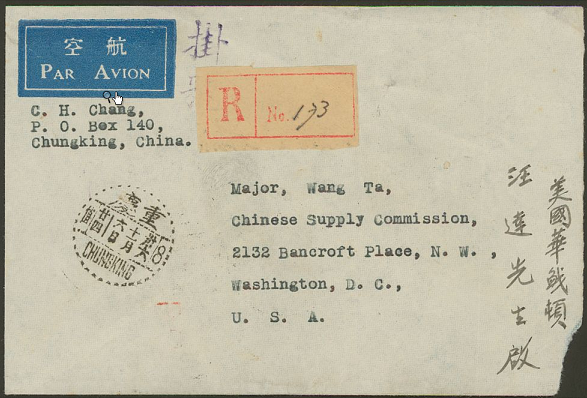 空 航
PAR AVION
掛
C. H. Chang,
P. O. Box 140,
Chungking, China.
R
No. 173
Major, Wang Ta,
Chinese Supply Commission,
2132 Bancroft Place, N. W. ,
Washington, D. C.,
U. S. A.
美國華盛頓
汪達先生啟
重慶
CHUNGKING